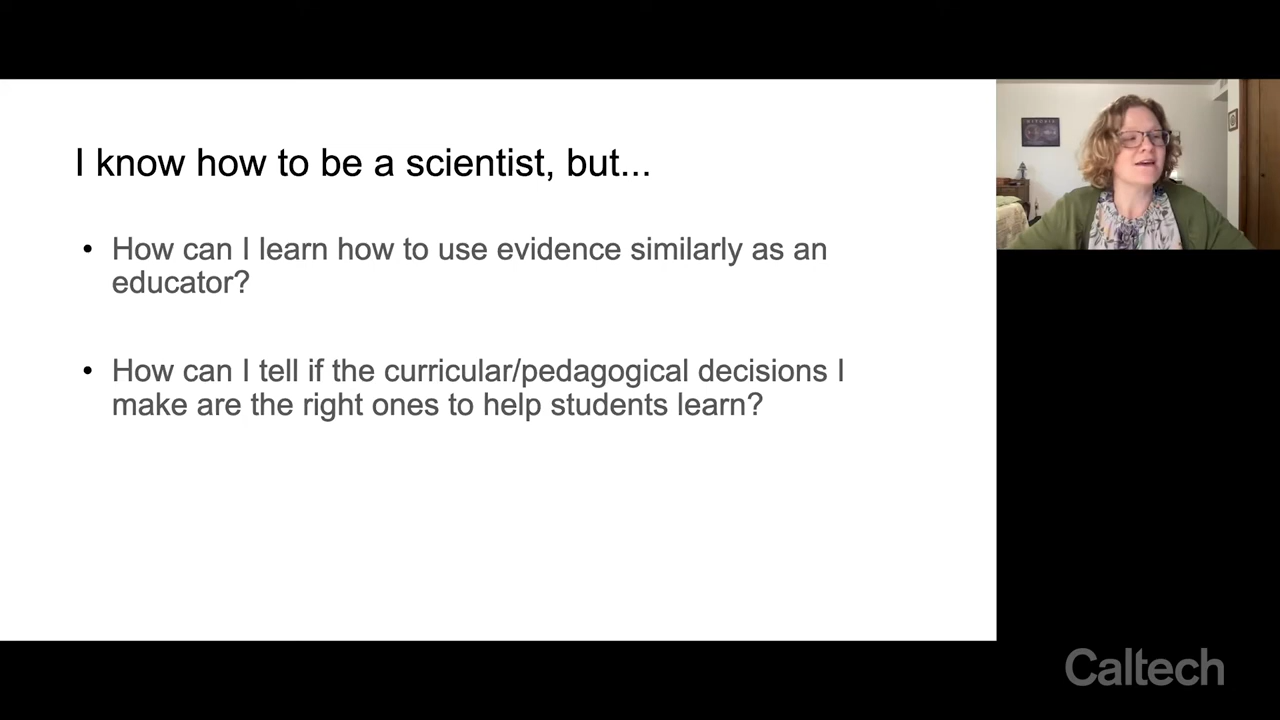 I know how to be a scientist, but...
• How can I learn how to use evidence similarly as an
educator?
• How can I tell if the curricular/pedagogical decisions I
make are the right ones to help students learn?
Caltech